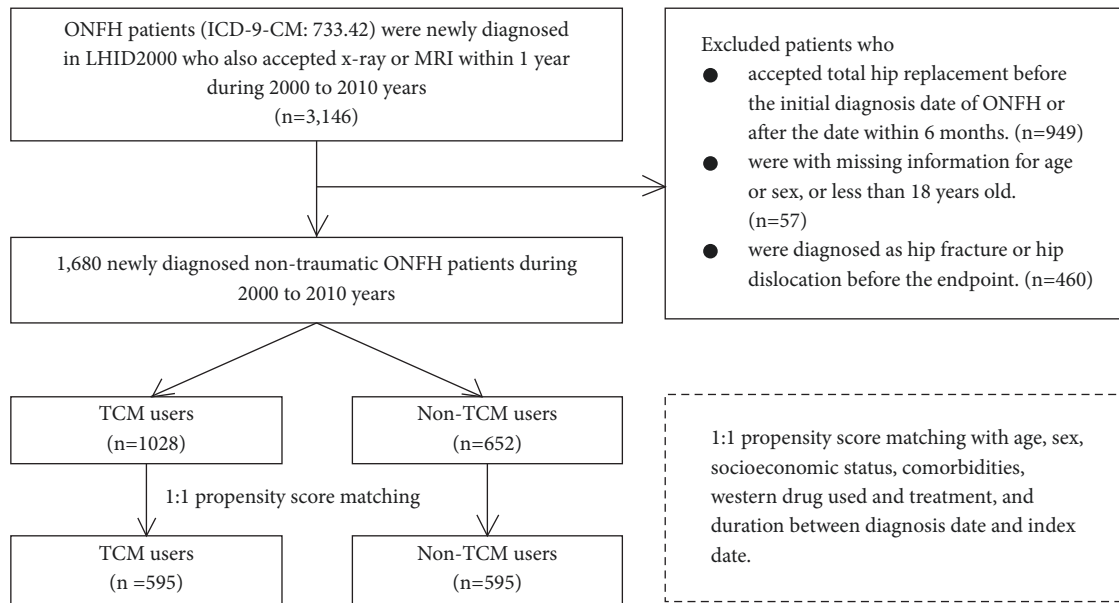 ONFH patients (ICD-9-CM: 733.42) were newly diagnosed
in LHID2000 who also accepted x-ray or MRI within 1 year
during 2000 to 2010 years
(n=3,146)
Excluded patients who
● accepted total hip replacement before
the initial diagnosis date of ONFH or
after the date within 6 months. (n=949)
● were with missing information for age
or sex, or less than 18 years old.
(n=57)
● were diagnosed as hip fracture or hip
dislocation before the endpoint. (n=460)
1,680 newly diagnosed non-traumatic ONFH patients during
2000 to 2010 years
TCM users
(n=1028)
Non-TCM users
(n=652)
1:1 propensity score matching
TCM users
(n =595)
Non-TCM users
(n=595)
1:1 propensity score matching with age, sex,
socioeconomic status, comorbidities,
western drug used and treatment, and
duration between diagnosis date and index
date.